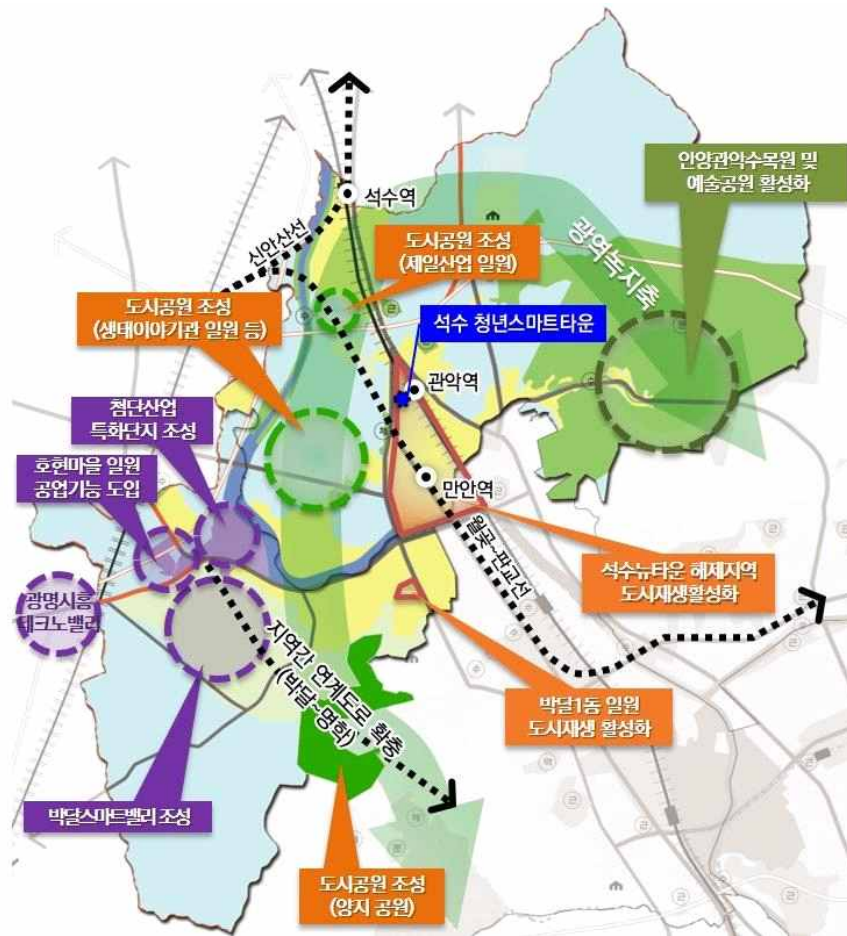 안양관악수목원 및
예술공원 활성화
석수역
신안산선
도시공원 조성
(제일산업 일원)
광역녹지축
도시공원 조성
(생태이야기관 일원 등)
석수 청년스마트타운
관악역
첨단산업
특화단지 조성
호현마을 일원
공업기능 도입
만안역
월곶~판교선
석수뉴타운 해제지역
도시재생활성화
광명시흥
테크노밸리
지역간 연계도로 확충
(박달~명학)
박달1동 일원
도시재생 활성화
박달스마트밸리 조성
도시공원 조성
(양지 공원)